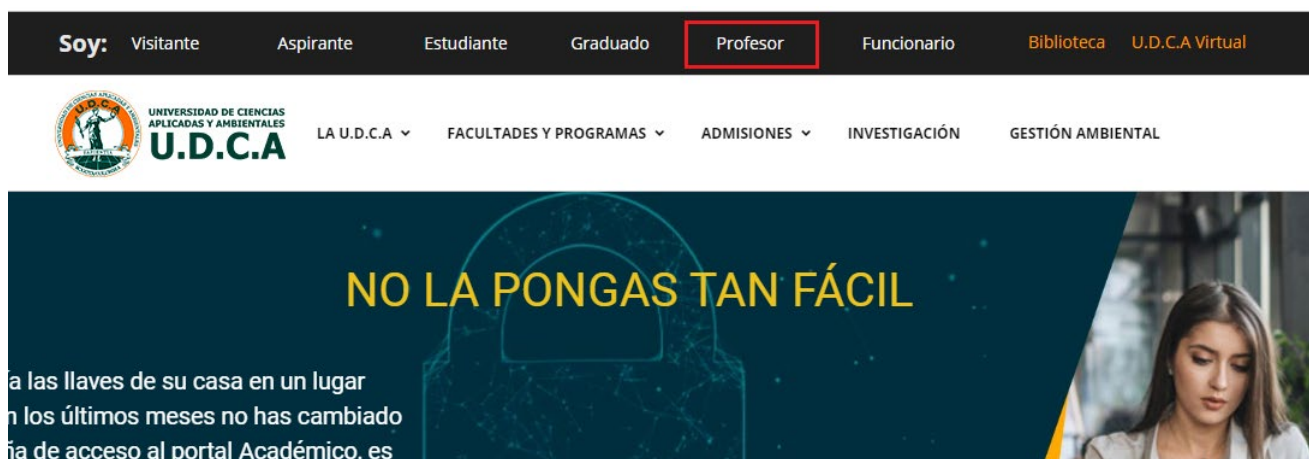 Soy: Visitante Aspirante Estudiante Graduado Profesor Funcionario Biblioteca U.D.C.A Virtual
U.D.C.A
UNIVERSIDAD DE CIENCIAS
APLICADAS Y AMBIENTALES
U.D.C.A
LA U.D.C.A FACULTADES Y PROGRAMAS ADMISIONES INVESTIGACIÓN GESTIÓN AMBIENTAL
NO LA PONGAS TAN FÁCIL
a las llaves de su casa en un lugar
los últimos meses no has cambiado
de acceso al portal Académico, es